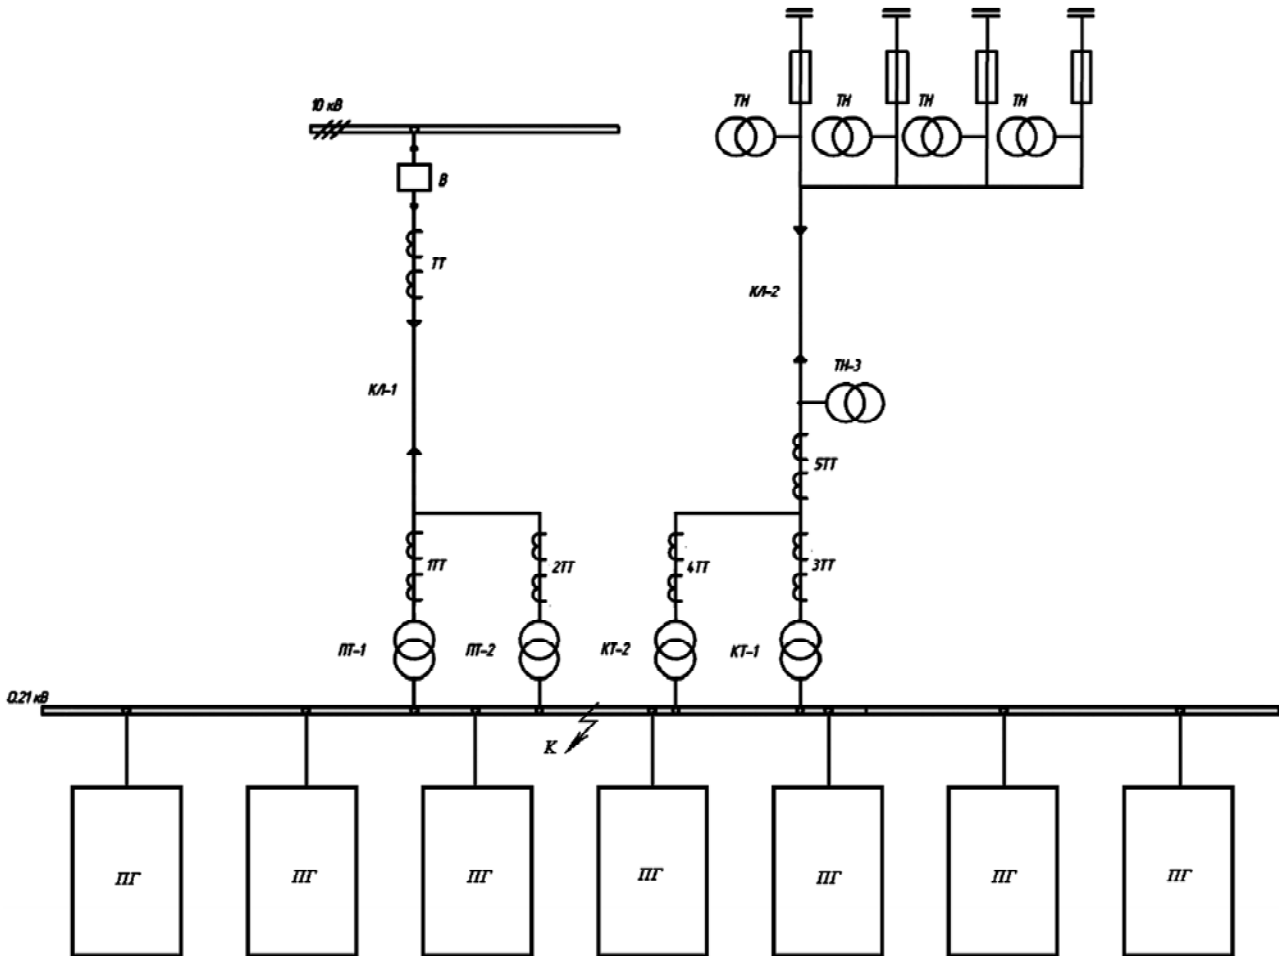 ТН ТН ТН ТН
10 кВ
В
ТТ
КЛ-2
ТН-3
КЛ-1
5ТТ
1ТТ 2ТТ 4ТТ 3ТТ
ПТ-1 ПТ-2 КТ-2 КТ-1
0.21 кВ
К
ПГ ПГ ПГ ПГ ПГ ПГ ПГ